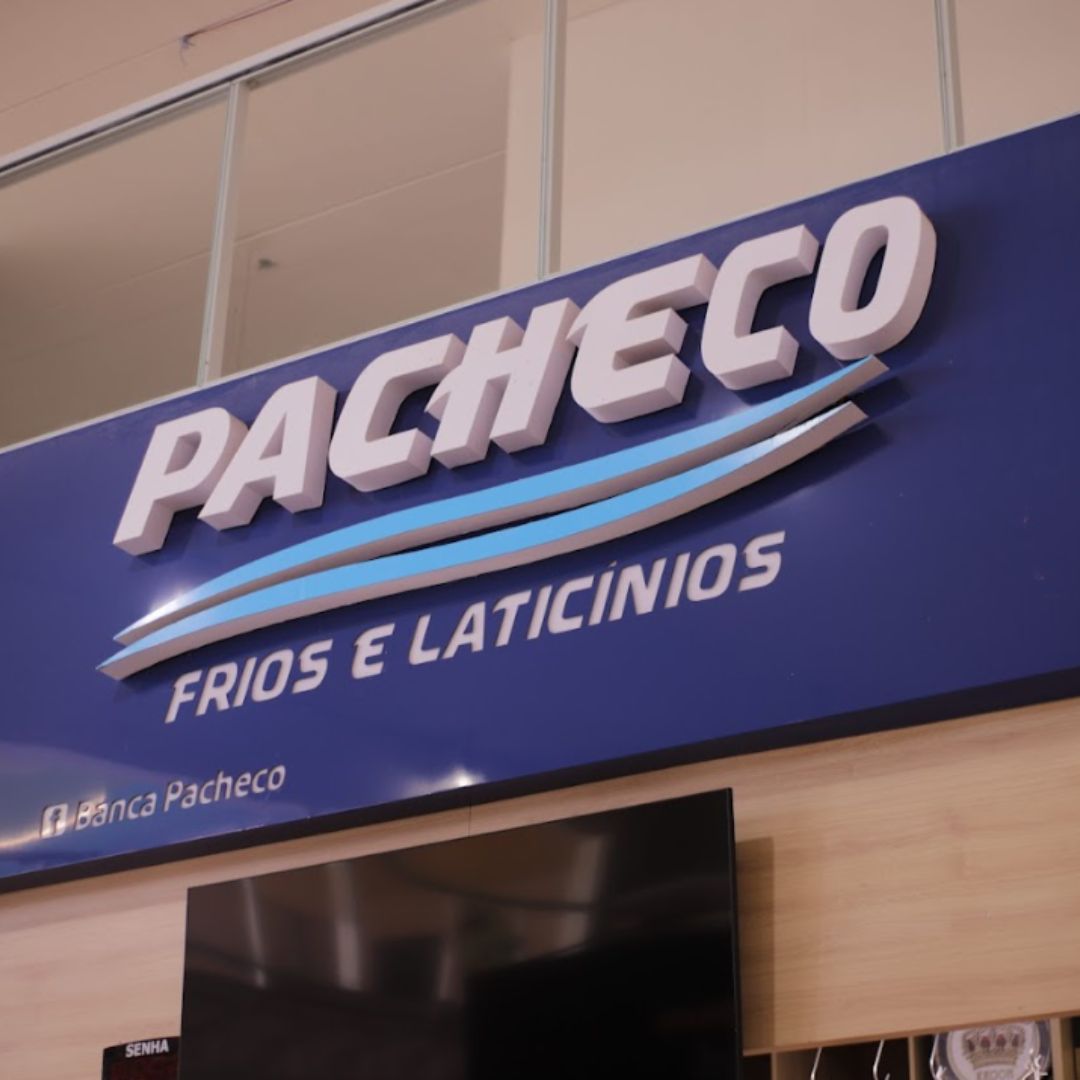 PACHECO
FRIOS E LATICÍNIOS
Banca Pacheco
SENHA